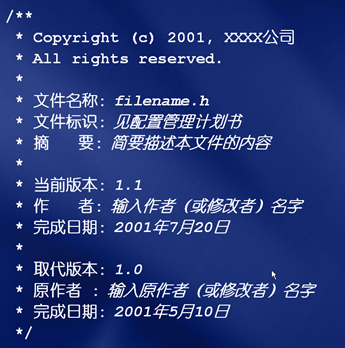 /**
* Copyright (c) 2001, XXXX公司
* All rights reserved.
*
* 文件名称: filename.h
* 文件标识: 见配置管理计划书
* 摘 要: 简要描述本文件的内容
*
* 当前版本: 1.1
* 作 者: 输入作者（或修改者）名字
* 完成日期: 2001年7月20日
*
* 取代版本: 1.0
* 原作者 : 输入原作者（或修改者）名字
* 完成日期: 2001年5月10日
*/